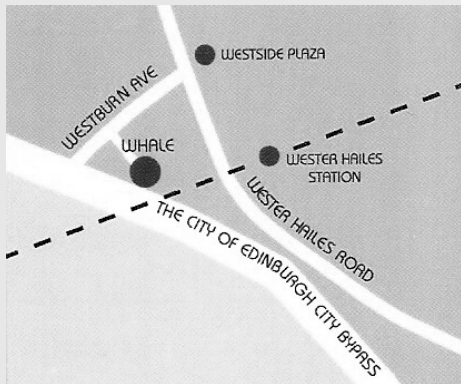 WESTSIDE PLAZA
WESTBURN AVE
WHALE
WESTER HAILES
STATION
WESTER HAILES ROAD
THE CITY OF EDINBURGH CITY BYPASS